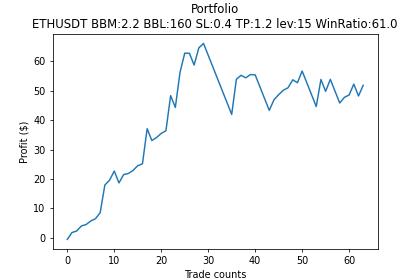 Portfolio
ETHUSDT BBM:2.2 BBL:160 SL:0.4 TP:1.2 lev:15 WinRatio:61.0
Profit ($)
60
50
40
30
20
10
0
0 10 20 30 40 50 60
Trade counts